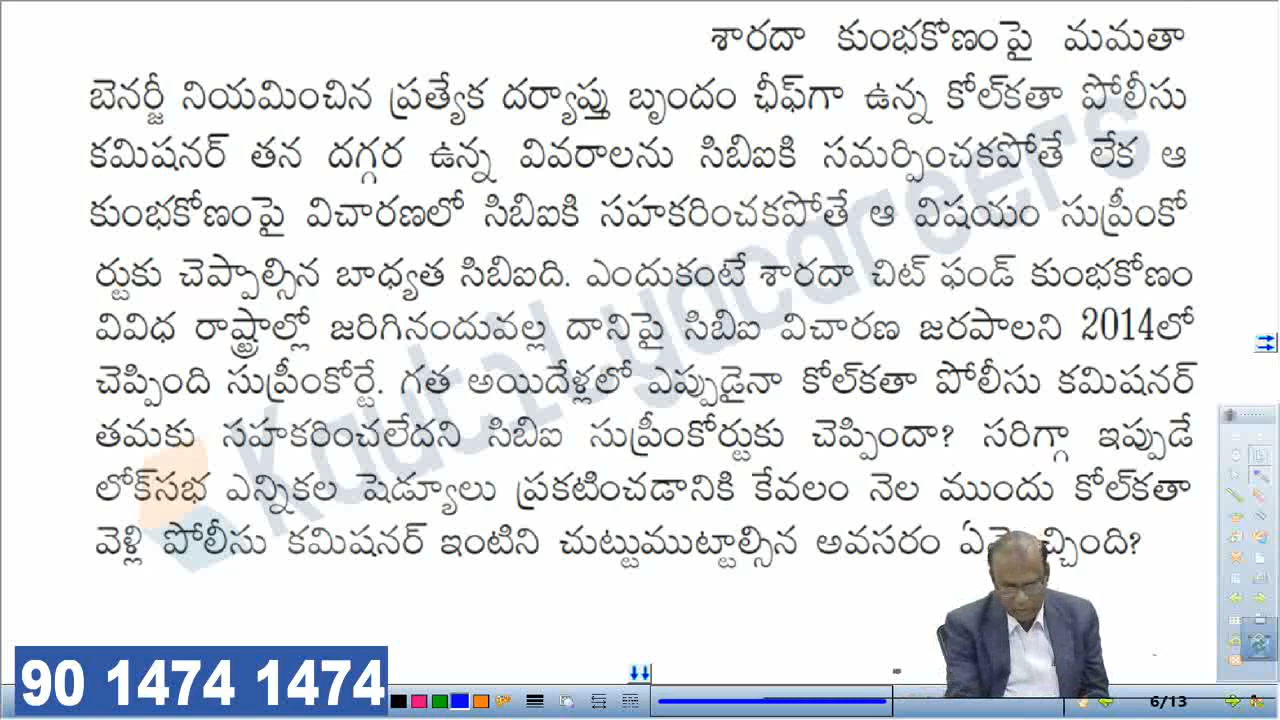 శారదా కుంభకోణంపై మమతా
బెనర్జీ నియమించిన ప్రత్యేక దర్యాప్తు బృందం ఛీఫ్‌గా ఉన్న కోల్‌కతా పోలీసు
కమిషనర్ తన దగ్గర ఉన్న వివరాలను సిబిఐకి సమర్పించకపోతే లేక ఆ
కుంభకోణంపై విచారణలో సిబిఐకి సహకరించకపోతే ఆ విషయం సుప్రీంకో
ర్టుకు చెప్పాల్సిన బాధ్యత సిబిఐది. ఎందుకంటే శారదా చిట్ ఫండ్ కుంభకోణం
వివిధ రాష్ట్రాల్లో జరిగినందువల్ల దానిపై సిబిఐ విచారణ జరపాలని 2014లో
చెప్పింది సుప్రీంకోర్టే. గత అయిదేళ్లలో ఎప్పుడైనా కోల్‌కతా పోలీసు కమిషనర్
తమకు సహకరించలేదని సిబిఐ సుప్రీంకోర్టుకు చెప్పిందా? సరిగ్గా ఇప్పుడే
లోక్‌సభ ఎన్నికల షెడ్యూలు ప్రకటించడానికి కేవలం నెల ముందు కోల్‌కతా
వెళ్లి పోలీసు కమిషనర్ ఇంటిని చుట్టుముట్టాల్సిన అవసరం
Kautilyacareers
90 1474 1474
6/13